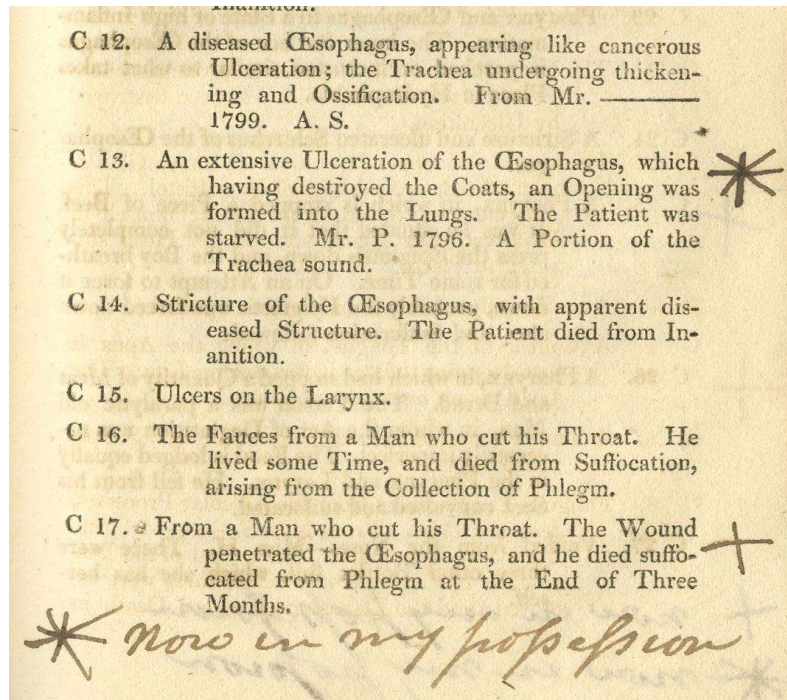 Inanition.
C 12. A diseased Œsophagus, appearing like cancerous
Ulceration; the Trachea undergoing thicken-
ing and Ossification. From Mr. ———
1799. A. S.
C 13. An extensive Ulceration of the Œsophagus, which
having destroyed the Coats, an Opening was
formed into the Lungs. The Patient was
starved. Mr. P. 1796. A Portion of the
Trachea sound.
C 14. Stricture of the Œsophagus, with apparent dis-
eased Structure. The Patient died from In-
anition.
C 15. Ulcers on the Larynx.
C 16. The Fauces from a Man who cut his Throat. He
lived some Time, and died from Suffocation,
arising from the Collection of Phlegm.
C 17. From a Man who cut his Throat. The Wound
penetrated the Œsophagus, and he died suffo-
cated from Phlegm at the End of Three
Months.
* now in my poſseſsion